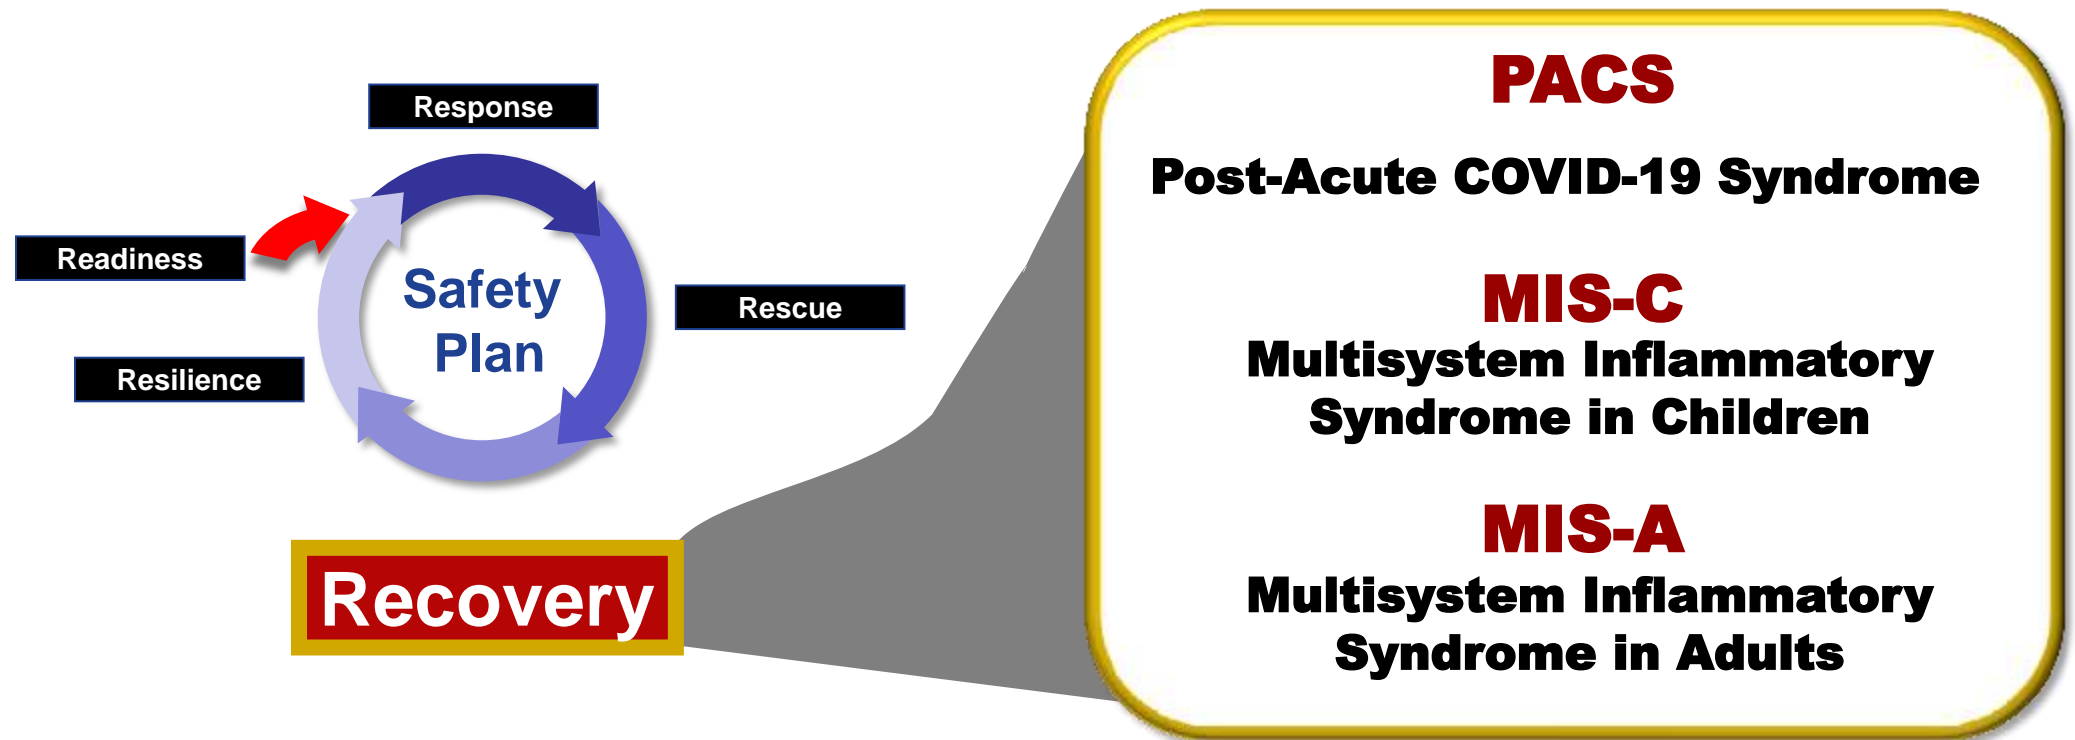 Response
Readiness
Safety
Plan
Rescue
Resilience
Recovery
PACS
Post-Acute COVID-19 Syndrome
MIS-C
Multisystem Inflammatory
Syndrome in Children
MIS-A
Multisystem Inflammatory
Syndrome in Adults